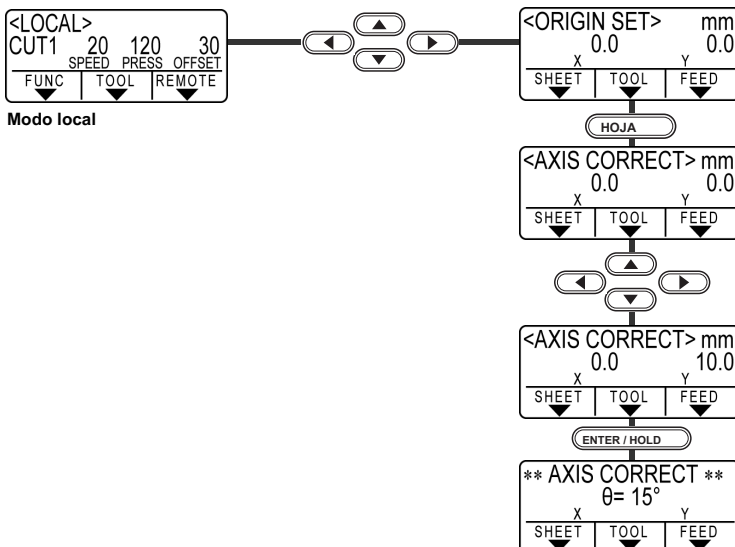 <LOCAL>
CUT1 20 120 30
SPEED PRESS OFFSET
FUNC TOOL REMOTE
Modo local
<ORIGIN SET> mm
0.0 0.0
X Y
SHEET TOOL FEED
HOJA
<AXIS CORRECT> mm
0.0 0.0
X Y
SHEET TOOL FEED
<AXIS CORRECT> mm
0.0 10.0
X Y
SHEET TOOL FEED
ENTER / HOLD
** AXIS CORRECT **
θ= 15°
X Y
SHEET TOOL FEED